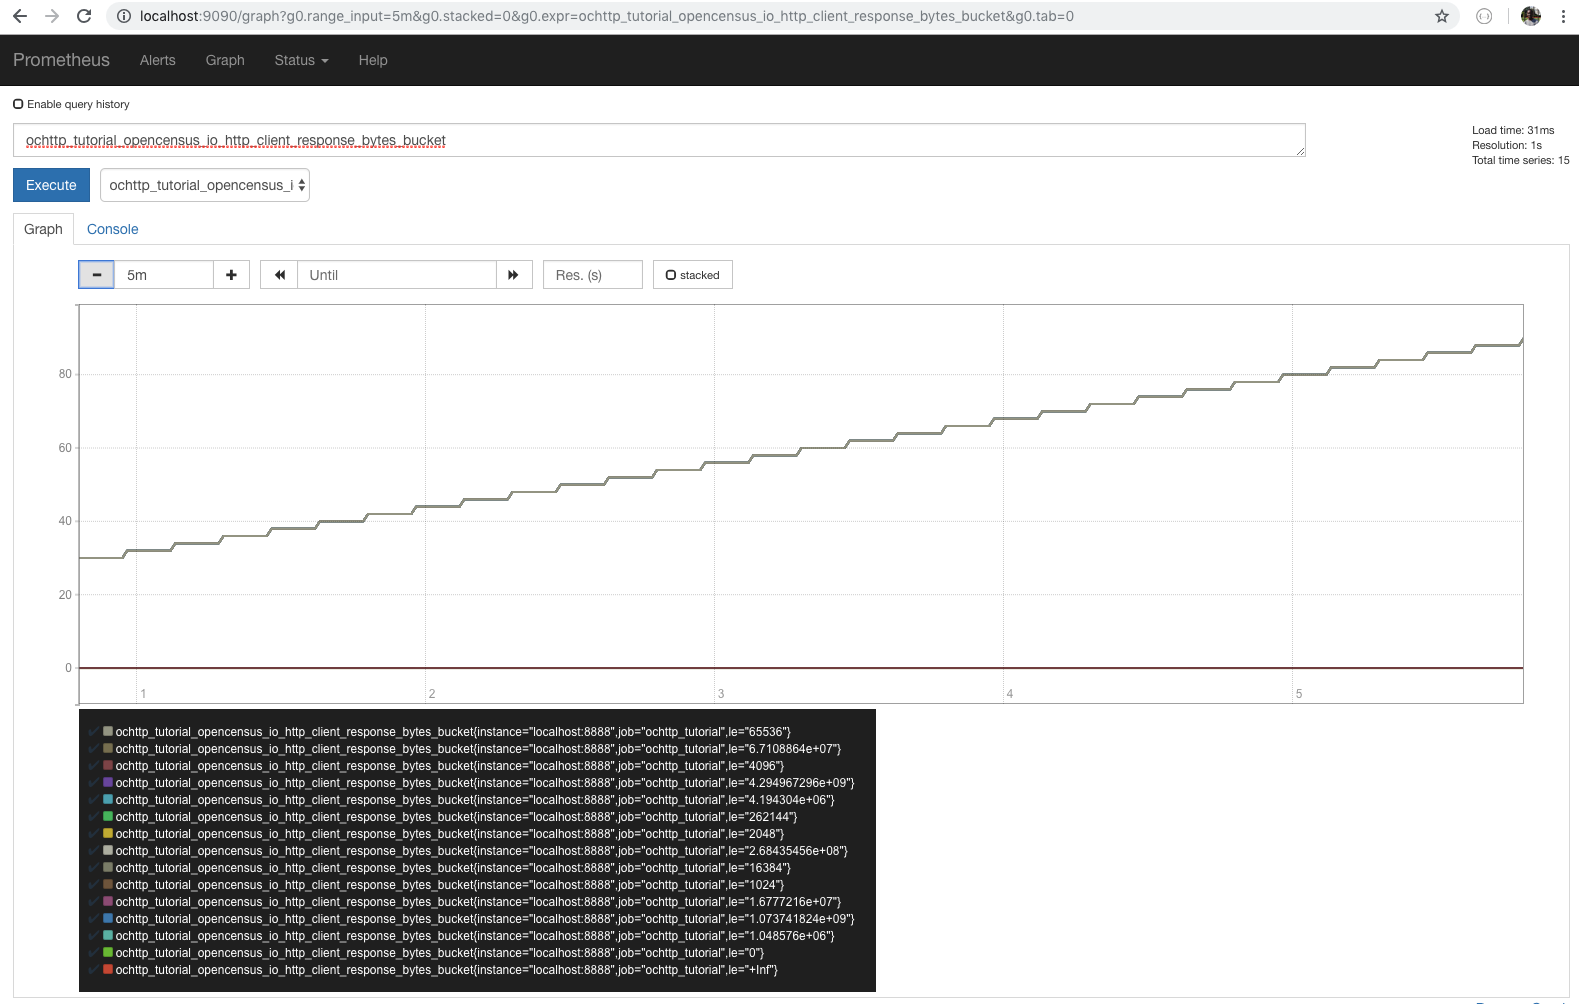 localhost:9090/graph?g0.range_input=5m&g0.stacked=0&g0.expr=ochttp_tutorial_opencensus_io_http_client_response_bytes_bucket&g0.tab=0
Prometheus Alerts Graph Status Help
Enable query history
ochttp_tutorial_opencensus_io_http_client_response_bytes_bucket
Load time: 31ms
Resolution: 1s
Total time series: 15
Execute ochttp_tutorial_opencensus_i
Graph Console
5m Until Res. (s) stacked
80
60
40
20
0
1 2 3 4 5
ochttp_tutorial_opencensus_io_http_client_response_bytes_bucket{instance="localhost:8888",job="ochttp_tutorial",le="65536"}
ochttp_tutorial_opencensus_io_http_client_response_bytes_bucket{instance="localhost:8888",job="ochttp_tutorial",le="6.7108864e+07"}
ochttp_tutorial_opencensus_io_http_client_response_bytes_bucket{instance="localhost:8888",job="ochttp_tutorial",le="4096"}
ochttp_tutorial_opencensus_io_http_client_response_bytes_bucket{instance="localhost:8888",job="ochttp_tutorial",le="4.294967296e+09"}
ochttp_tutorial_opencensus_io_http_client_response_bytes_bucket{instance="localhost:8888",job="ochttp_tutorial",le="4.194304e+06"}
ochttp_tutorial_opencensus_io_http_client_response_bytes_bucket{instance="localhost:8888",job="ochttp_tutorial",le="262144"}
ochttp_tutorial_opencensus_io_http_client_response_bytes_bucket{instance="localhost:8888",job="ochttp_tutorial",le="2048"}
ochttp_tutorial_opencensus_io_http_client_response_bytes_bucket{instance="localhost:8888",job="ochttp_tutorial",le="2.68435456e+08"}
ochttp_tutorial_opencensus_io_http_client_response_bytes_bucket{instance="localhost:8888",job="ochttp_tutorial",le="16384"}
ochttp_tutorial_opencensus_io_http_client_response_bytes_bucket{instance="localhost:8888",job="ochttp_tutorial",le="1024"}
ochttp_tutorial_opencensus_io_http_client_response_bytes_bucket{instance="localhost:8888",job="ochttp_tutorial",le="1.6777216e+07"}
ochttp_tutorial_opencensus_io_http_client_response_bytes_bucket{instance="localhost:8888",job="ochttp_tutorial",le="1.073741824e+09"}
ochttp_tutorial_opencensus_io_http_client_response_bytes_bucket{instance="localhost:8888",job="ochttp_tutorial",le="1.048576e+06"}
ochttp_tutorial_opencensus_io_http_client_response_bytes_bucket{instance="localhost:8888",job="ochttp_tutorial",le="0"}
ochttp_tutorial_opencensus_io_http_client_response_bytes_bucket{instance="localhost:8888",job="ochttp_tutorial",le="+Inf"}